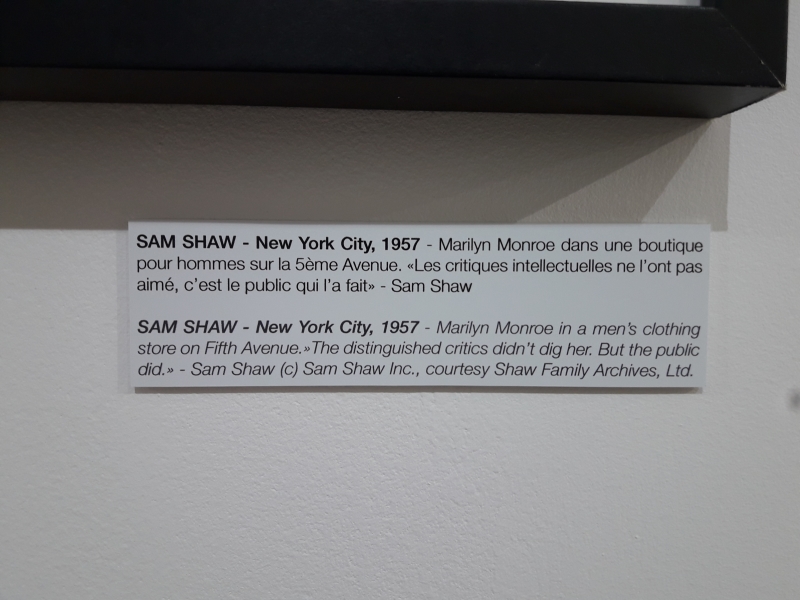 SAM SHAW - New York City, 1957 - Marilyn Monroe dans une boutique
pour hommes sur la 5ème Avenue. «Les critiques intellectuelles ne l'ont pas
aimé, c'est le public qui l'a fait» - Sam Shaw
SAM SHAW - New York City, 1957 - Marilyn Monroe in a men's clothing
store on Fifth Avenue.»The distinguished critics didn't dig her. But the public
did.» - Sam Shaw (c) Sam Shaw Inc., courtesy Shaw Family Archives, Ltd.